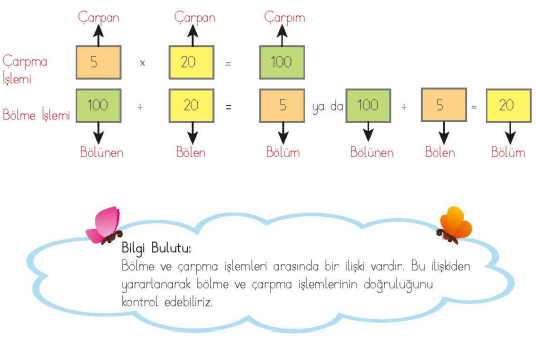 Çarpan Çarpan Çarpım
Çarpma İşlemi 5 x 20 = 100
Bölme İşlemi 100 ÷ 20 = 5 ya da 100 ÷ 5 = 20
Bölünen Bölen Bölüm Bölünen Bölen Bölüm
Bilgi Bulutu:
Bölme ve çarpma işlemleri arasında bir ilişki vardır. Bu ilişkiden
yararlanarak bölme ve çarpma işlemlerinin doğruluğunu
kontrol edebiliriz.